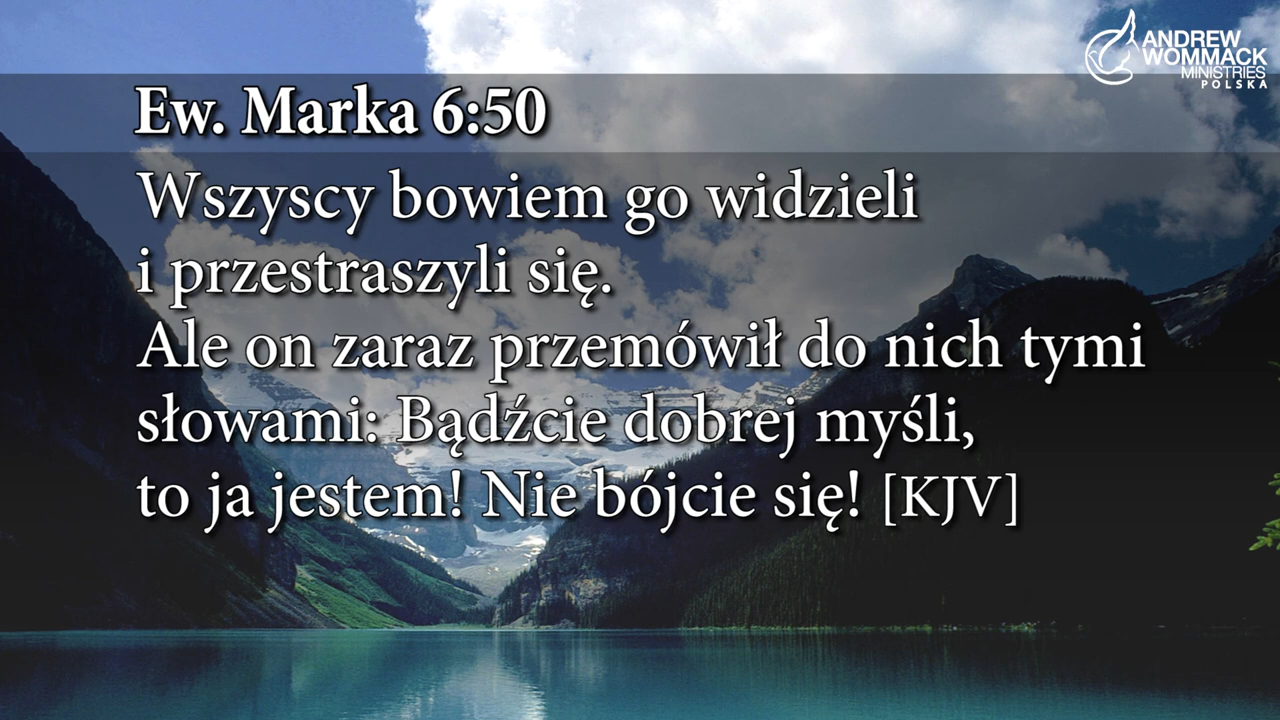 ANDREW
WOMMACK
MINISTRIES
POLSKA
Ew. Marka 6:50
Wszyscy bowiem go widzieli
i przestraszyli się.
Ale on zaraz przemówił do nich tymi
słowami: Bądźcie dobrej myśli,
to ja jestem! Nie bójcie się! [KJV]